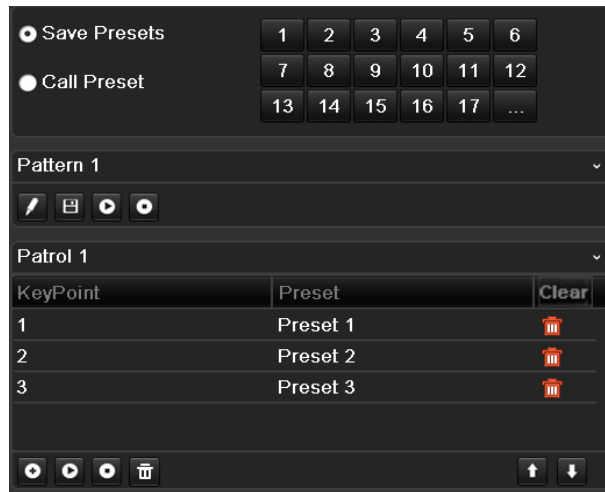 Save Presets
1 2 3 4 5 6
Call Preset
7 8 9 10 11 12
13 14 15 16 17 ...
Pattern 1
Patrol 1
KeyPoint Preset Clear
1 Preset 1
2 Preset 2
3 Preset 3